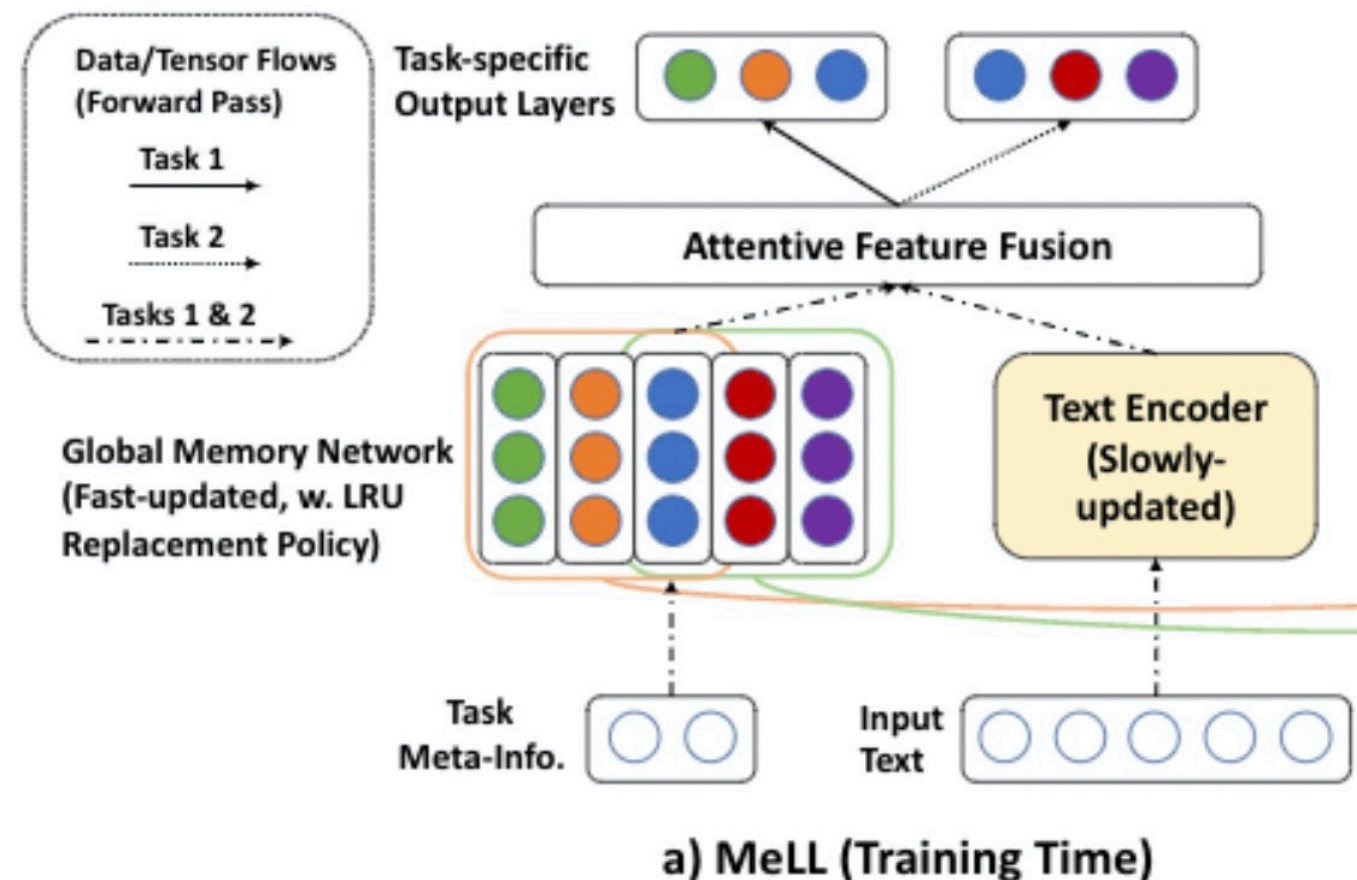 Data/Tensor Flows
(Forward Pass)
Task 1
Task 2
Tasks 1 & 2
Task-specific
Output Layers
Attentive Feature Fusion
Global Memory Network
(Fast-updated, w. LRU
Replacement Policy)
Text Encoder
(Slowly-
updated)
Task
Meta-Info.
Input
Text
a) MeLL (Training Time)